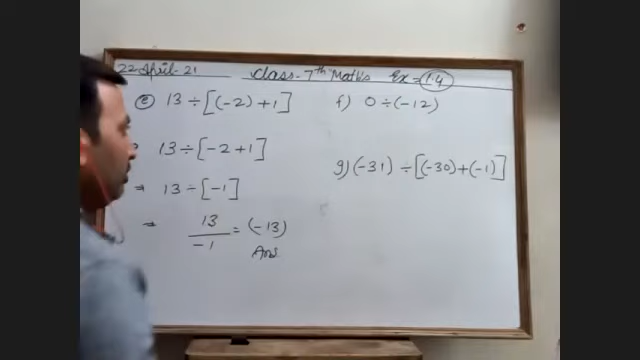 22-April-21 Class-7th Maths Ex = 1.4
e) 13 ÷ [(-2) + 1]
13 ÷ [-2 + 1]
⇒ 13 ÷ [-1]
⇒ 13/-1 = (-13)
Ans
f) 0 ÷ (-12)
g) (-31) ÷ [(-30) + (-1)]